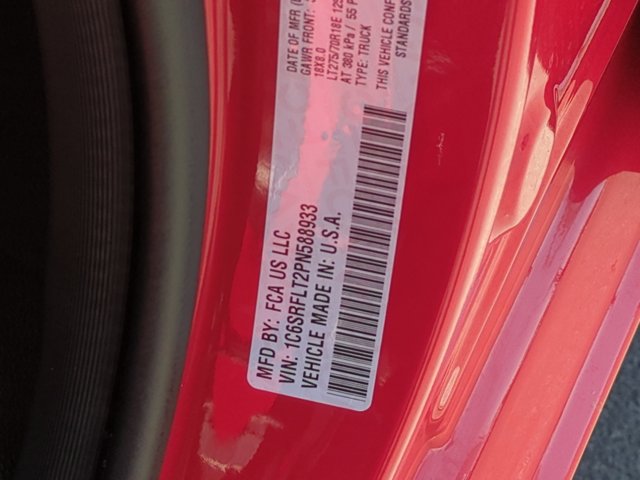 MFD BY: FCA US LLC
DATE OF MFR
GAWR FRONT:
18X8.0
LT275/70R18E
AT 380 kPa / 55
TYPE: TRUCK
THIS VEHICLE
STANDARDS
VIN: 1C6SRFLT2PN588933
VEHICLE MADE IN: U.S.A.